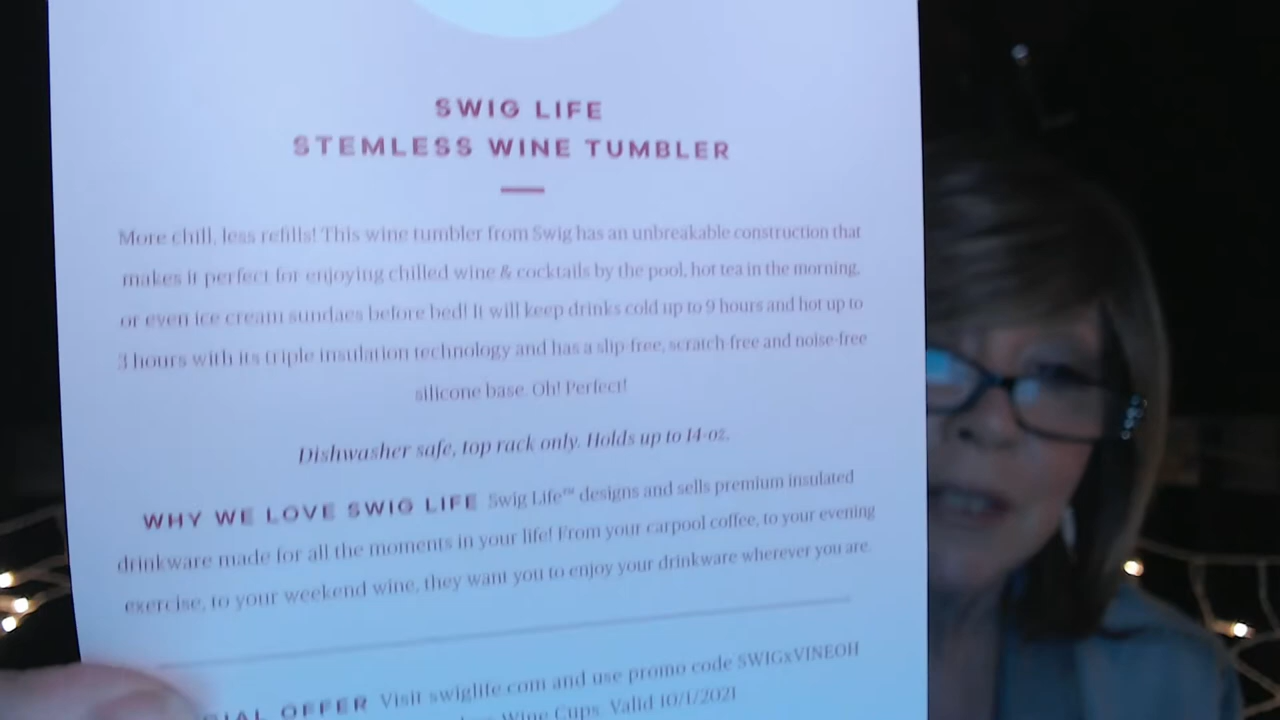 SWIG LIFE
STEMLESS WINE TUMBLER
More chill, less refills! This wine tumbler from Swig has an unbreakable construction that
makes it perfect for enjoying chilled wine & cocktails by the pool, hot tea in the morning,
or even ice cream sundaes before bed! It will keep drinks cold up to 9 hours and hot up to
3 hours with its triple insulation technology and has a slip-free, scratch-free and noise-free
silicone base. Oh! Perfect!
Dishwasher safe, top rack only. Holds up to 14-oz.
WHY WE LOVE SWIG LIFE Swig Life™ designs and sells premium insulated
drinkware made for all the moments in your life! From your carpool coffee, to your evening
exercise, to your weekend wine, they want you to enjoy your drinkware wherever you are.
OFFER Visit swiglife.com and use promo code SWIGxVINEOH
Wine Cups. Valid 10/1/2021